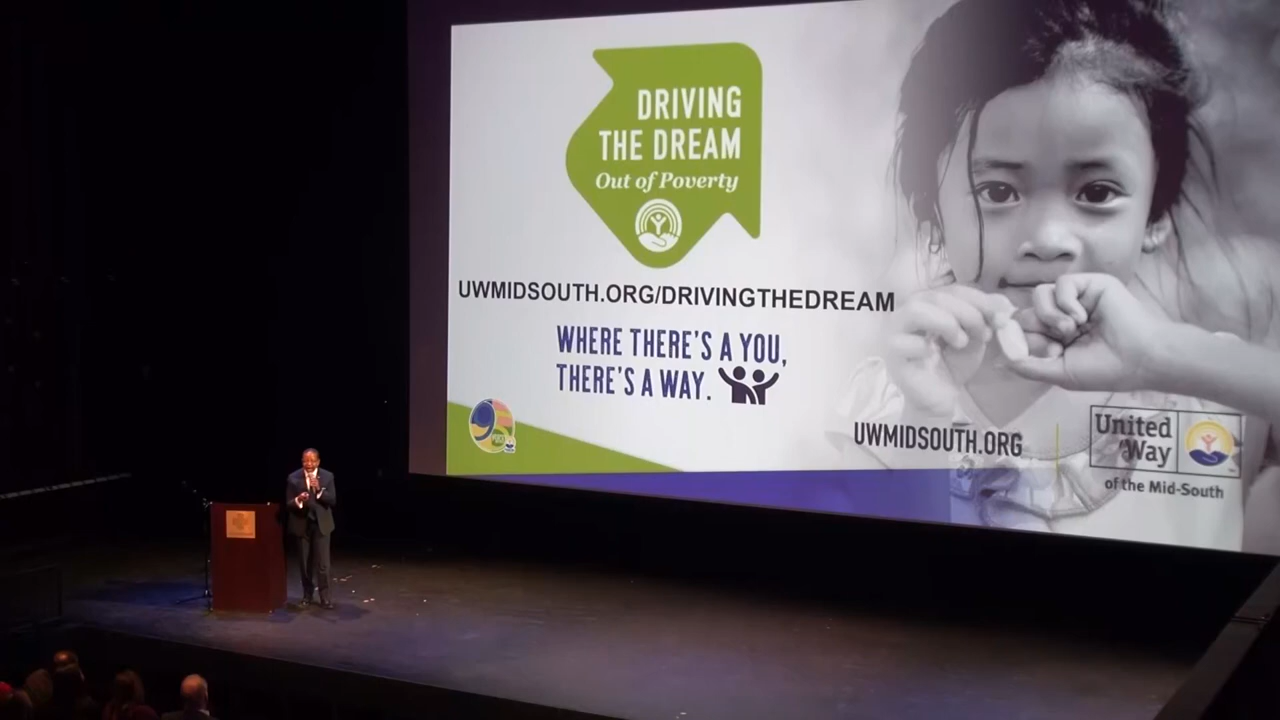 DRIVING
THE DREAM
Out of Poverty
UWMIDSOUTH.ORG/DRIVINGTHEDREAM
WHERE THERE'S A YOU,
THERE'S A WAY.
UWMIDSOUTH.ORG
United
Way
of the Mid-South